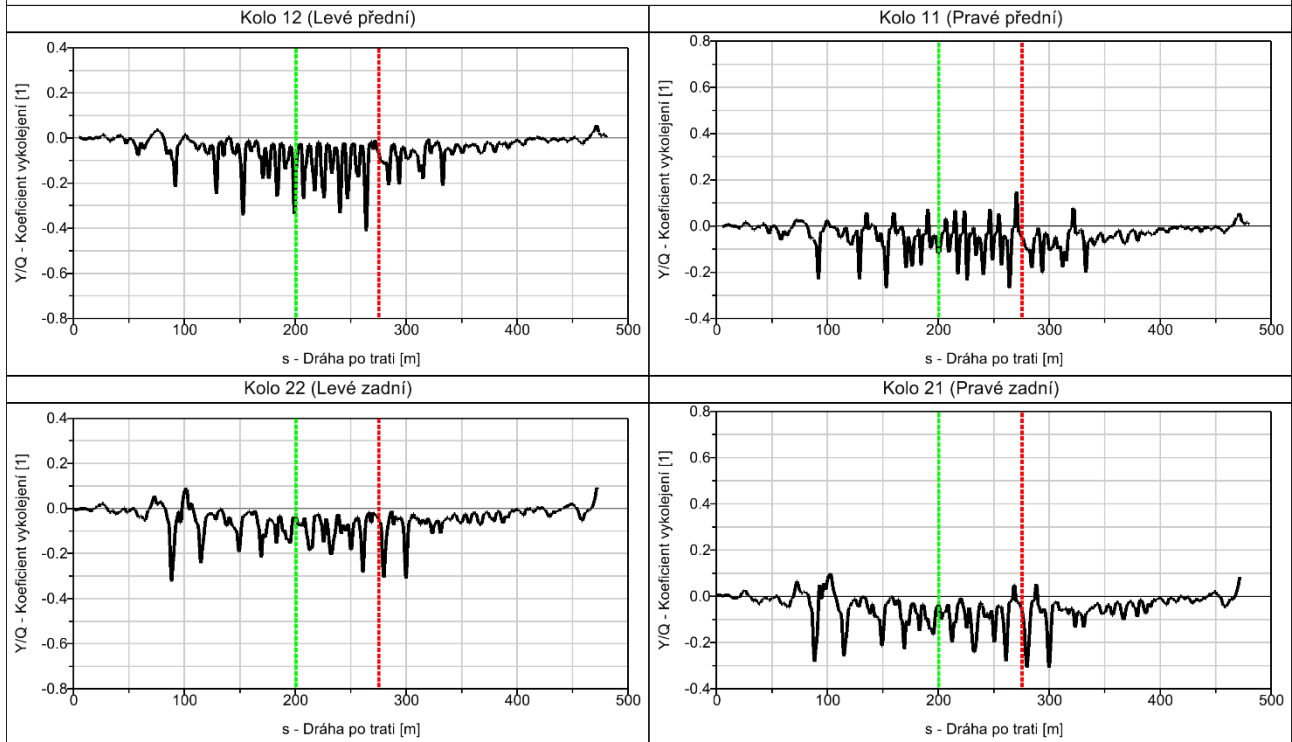 Kolo 12 (Levé přední)
Y/Q - Koeficient vykolejení [1]
0.4
0.2
0.0
-0.2
-0.4
-0.6
-0.8
0 100 200 300 400 500
s - Dráha po trati [m]
Kolo 11 (Pravé přední)
Y/Q - Koeficient vykolejení [1]
0.8
0.6
0.4
0.2
0.0
-0.2
-0.4
0 100 200 300 400 500
s - Dráha po trati [m]
Kolo 22 (Levé zadní)
Y/Q - Koeficient vykolejení [1]
0.4
0.2
0.0
-0.2
-0.4
-0.6
-0.8
0 100 200 300 400 500
s - Dráha po trati [m]
Kolo 21 (Pravé zadní)
Y/Q - Koeficient vykolejení [1]
0.8
0.6
0.4
0.2
0.0
-0.2
-0.4
0 100 200 300 400 500
s - Dráha po trati [m]